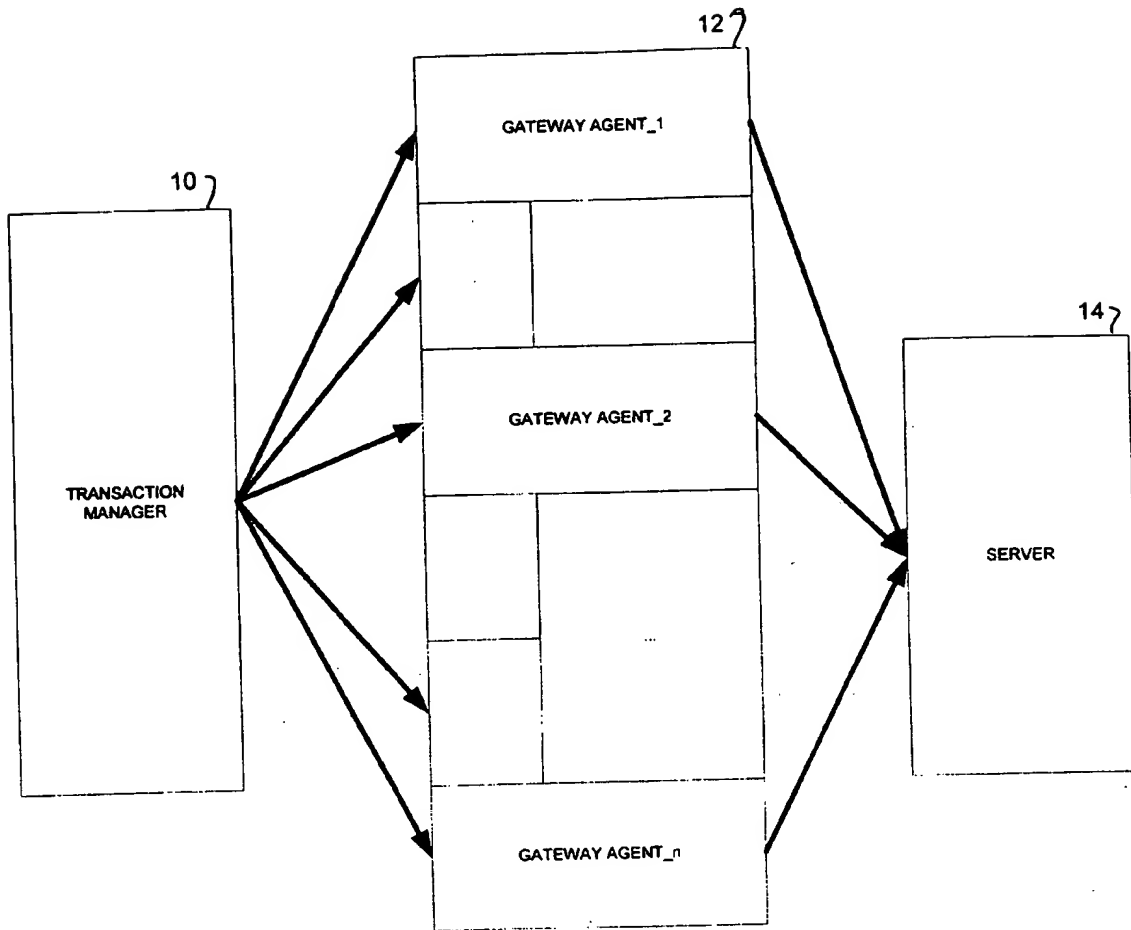 12
GATEWAY AGENT_1
10
14
GATEWAY AGENT_2
TRANSACTION
MANAGER
SERVER
...
GATEWAY AGENT_n